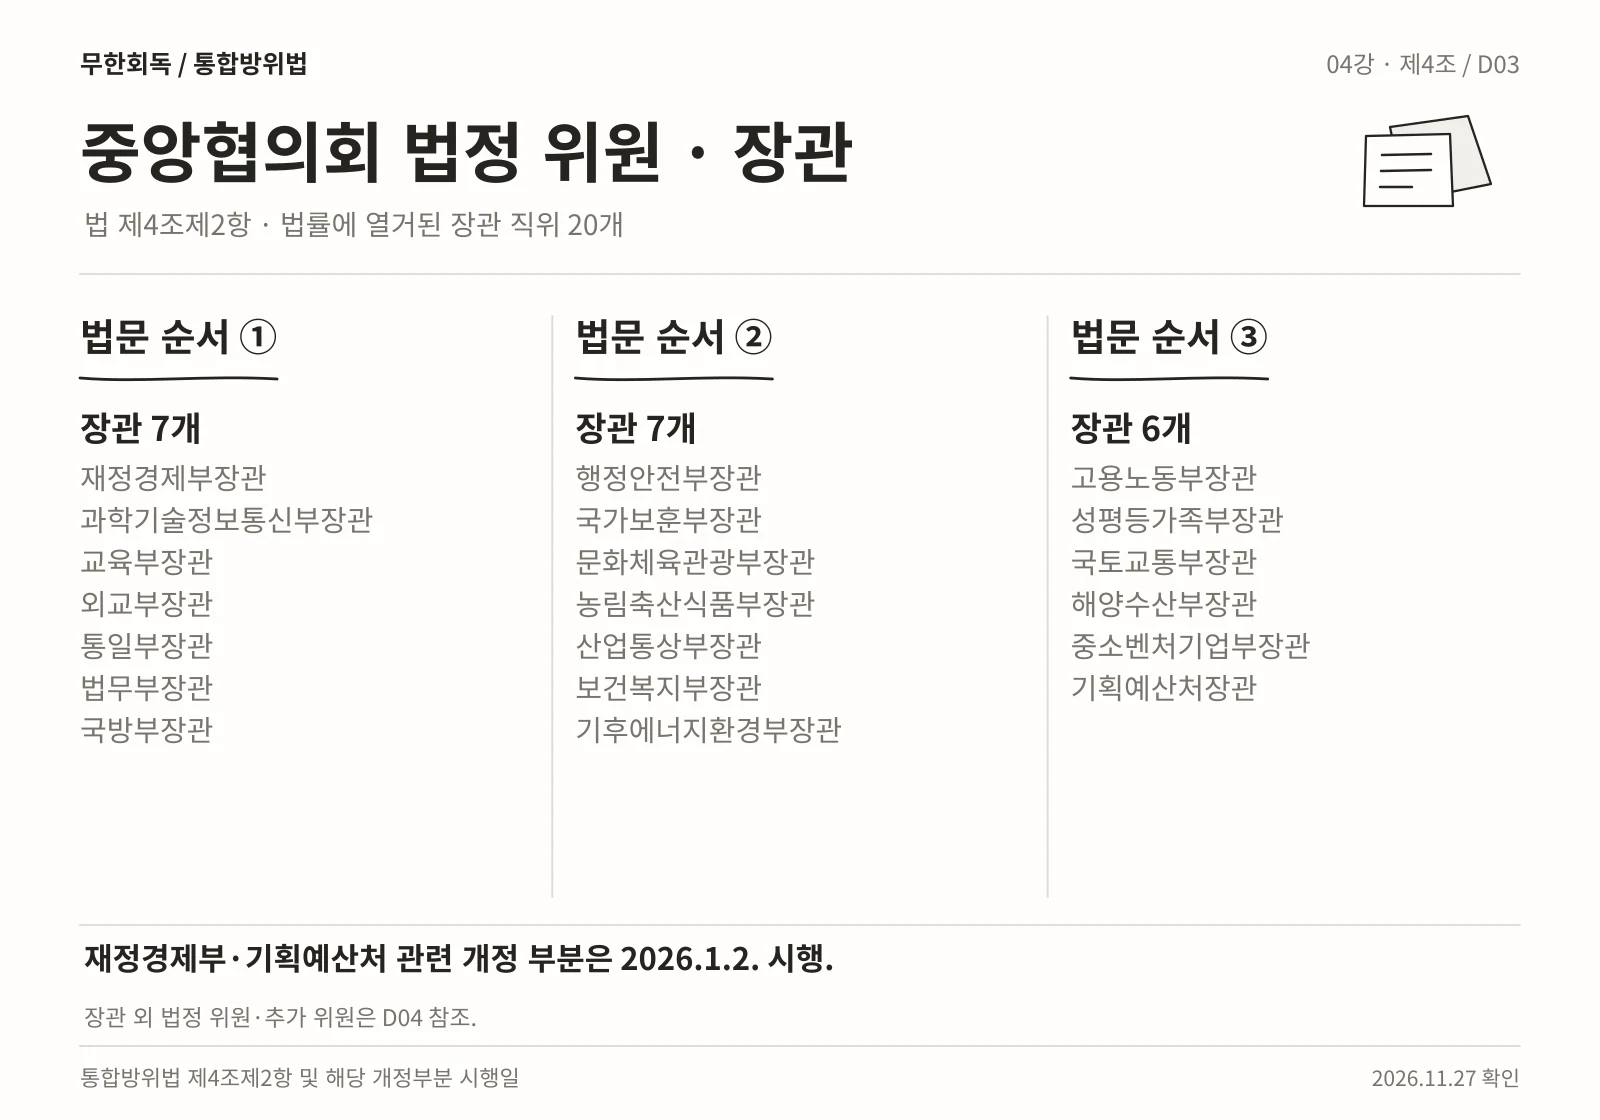 무한회독 / 통합방위법
04강 · 제4조 / D03
중앙협의회 법정 위원 · 장관
법 제4조제2항 · 법률에 열거된 장관 직위 20개
법문 순서 ①
장관 7개
재정경제부장관
과학기술정보통신부장관
교육부장관
외교부장관
통일부장관
법무부장관
국방부장관
법문 순서 ②
장관 7개
행정안전부장관
국가보훈부장관
문화체육관광부장관
농림축산식품부장관
산업통상부장관
보건복지부장관
기후에너지환경부장관
법문 순서 ③
장관 6개
고용노동부장관
성평등가족부장관
국토교통부장관
해양수산부장관
중소벤처기업부장관
기획예산처장관
재정경제부·기획예산처 관련 개정 부분은 2026.1.2. 시행.
장관 외 법정 위원·추가 위원은 D04 참조.
통합방위법 제4조제2항 및 해당 개정부분 시행일
2026.11.27 확인